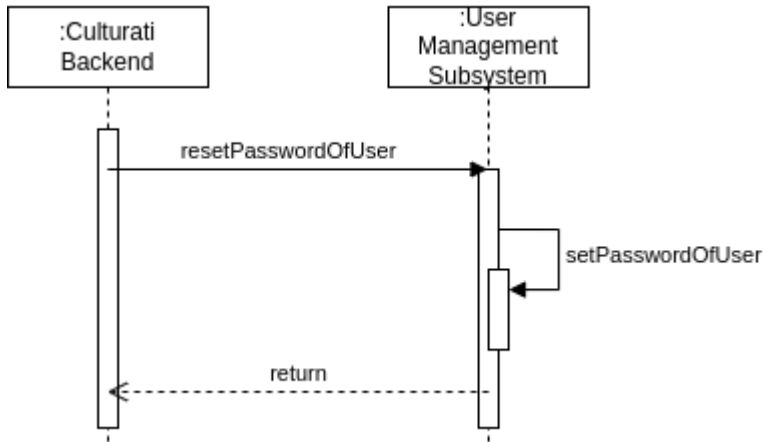 :Culturati
Backend
:User
Management
Subsystem
resetPasswordOfUser
setPasswordOfUser
return